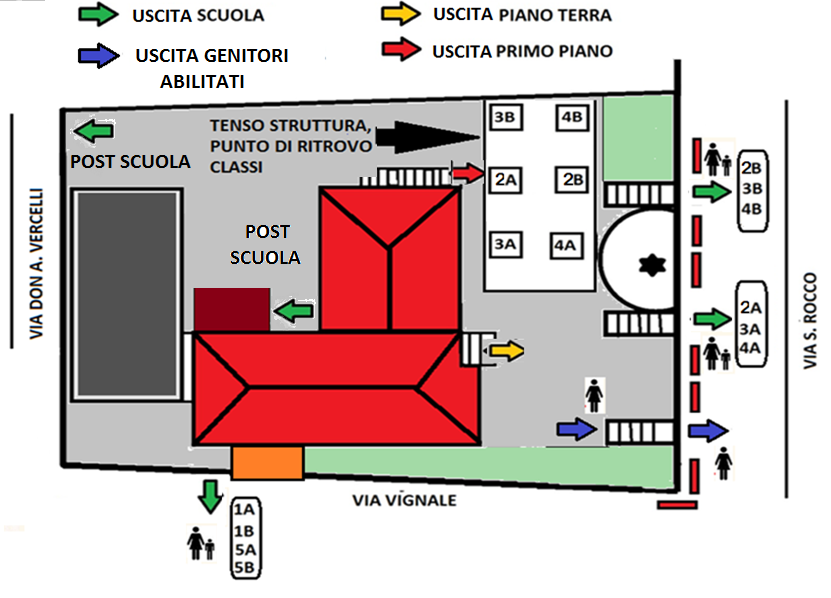 USCITA SCUOLA
USCITA PIANO TERRA
USCITA GENITORI
ABILITATI
USCITA PRIMO PIANO
TENSO STRUTTURA,
PUNTO DI RITROVO
CLASSI
POST SCUOLA
3B
4B
2A
2B
3A
4A
POST
SCUOLA
VIA DON A. VERCELLI
2B
3B
4B
2A
3A
4A
VIA S. ROCCO
VIA VIGNALE
1A
1B
5A
5B